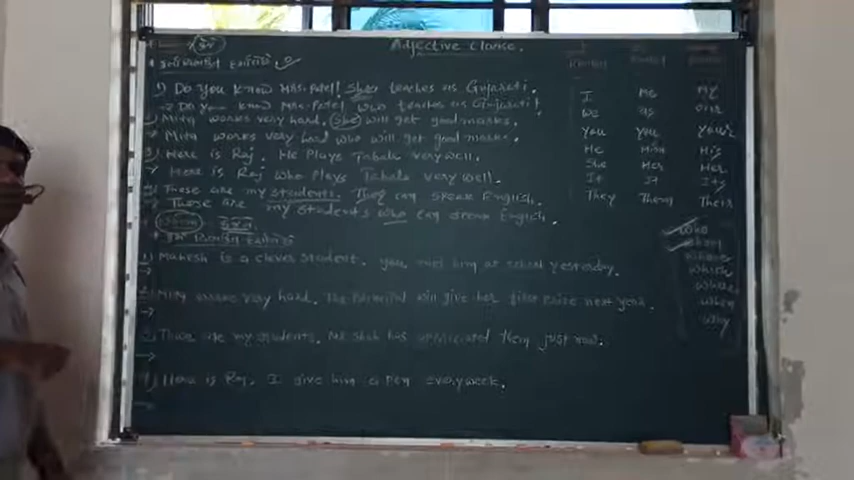 Adjective Clause.
1) Do you know Mrs. Patel! She teaches us Gujarati.
→ Do you know Mrs. Patel who teaches us Gujarati?
Mita works very hard. She will get good marks.
Mita works very hard who will get good marks.
3) Here is Raj. He Plays Tabala very well.
Here is Raj who Plays Tabala very well.
These are my students. They can speak English.
These are my students who can speak English.
1) Mahesh is a clever student. you met him at school yesterday.
→
Mita works very hard. The Principal will give her first prize next year.
→
These are my students. Mr. Shah has appreciated them just now.
→
4) Here is Raj. I give him a pen every week.
I Me My
We us our
You you your
He Him His
She Her Her
It It Its
They Them Their
who
whom
whose
which
where
when
why